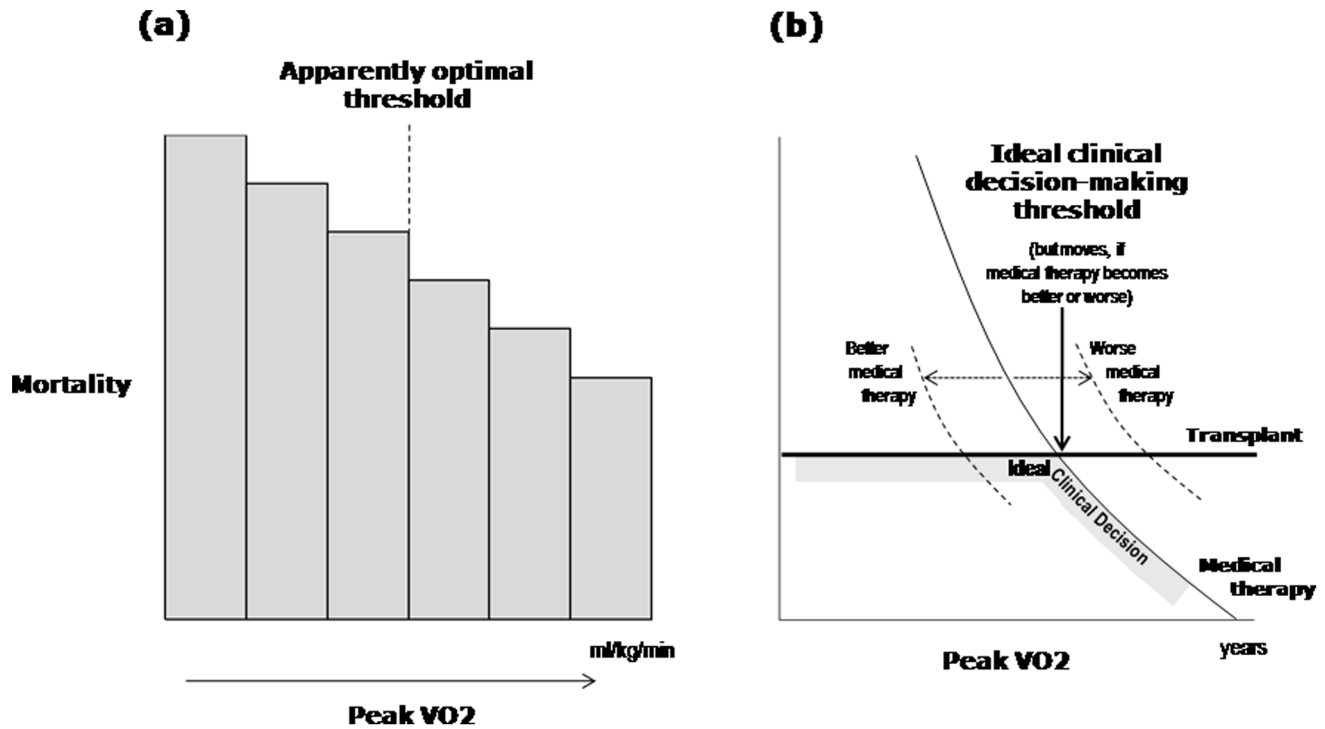 (a)
Apparently optimal
threshold
Mortality
ml/kg/min
Peak VO2
(b)
Ideal clinical
decision-making
threshold
(but moves, if
medical therapy becomes
better or worse)
Better
medical
therapy
Worse
medical
therapy
Transplant
Ideal Clinical Decision
Medical
therapy
years
Peak VO2